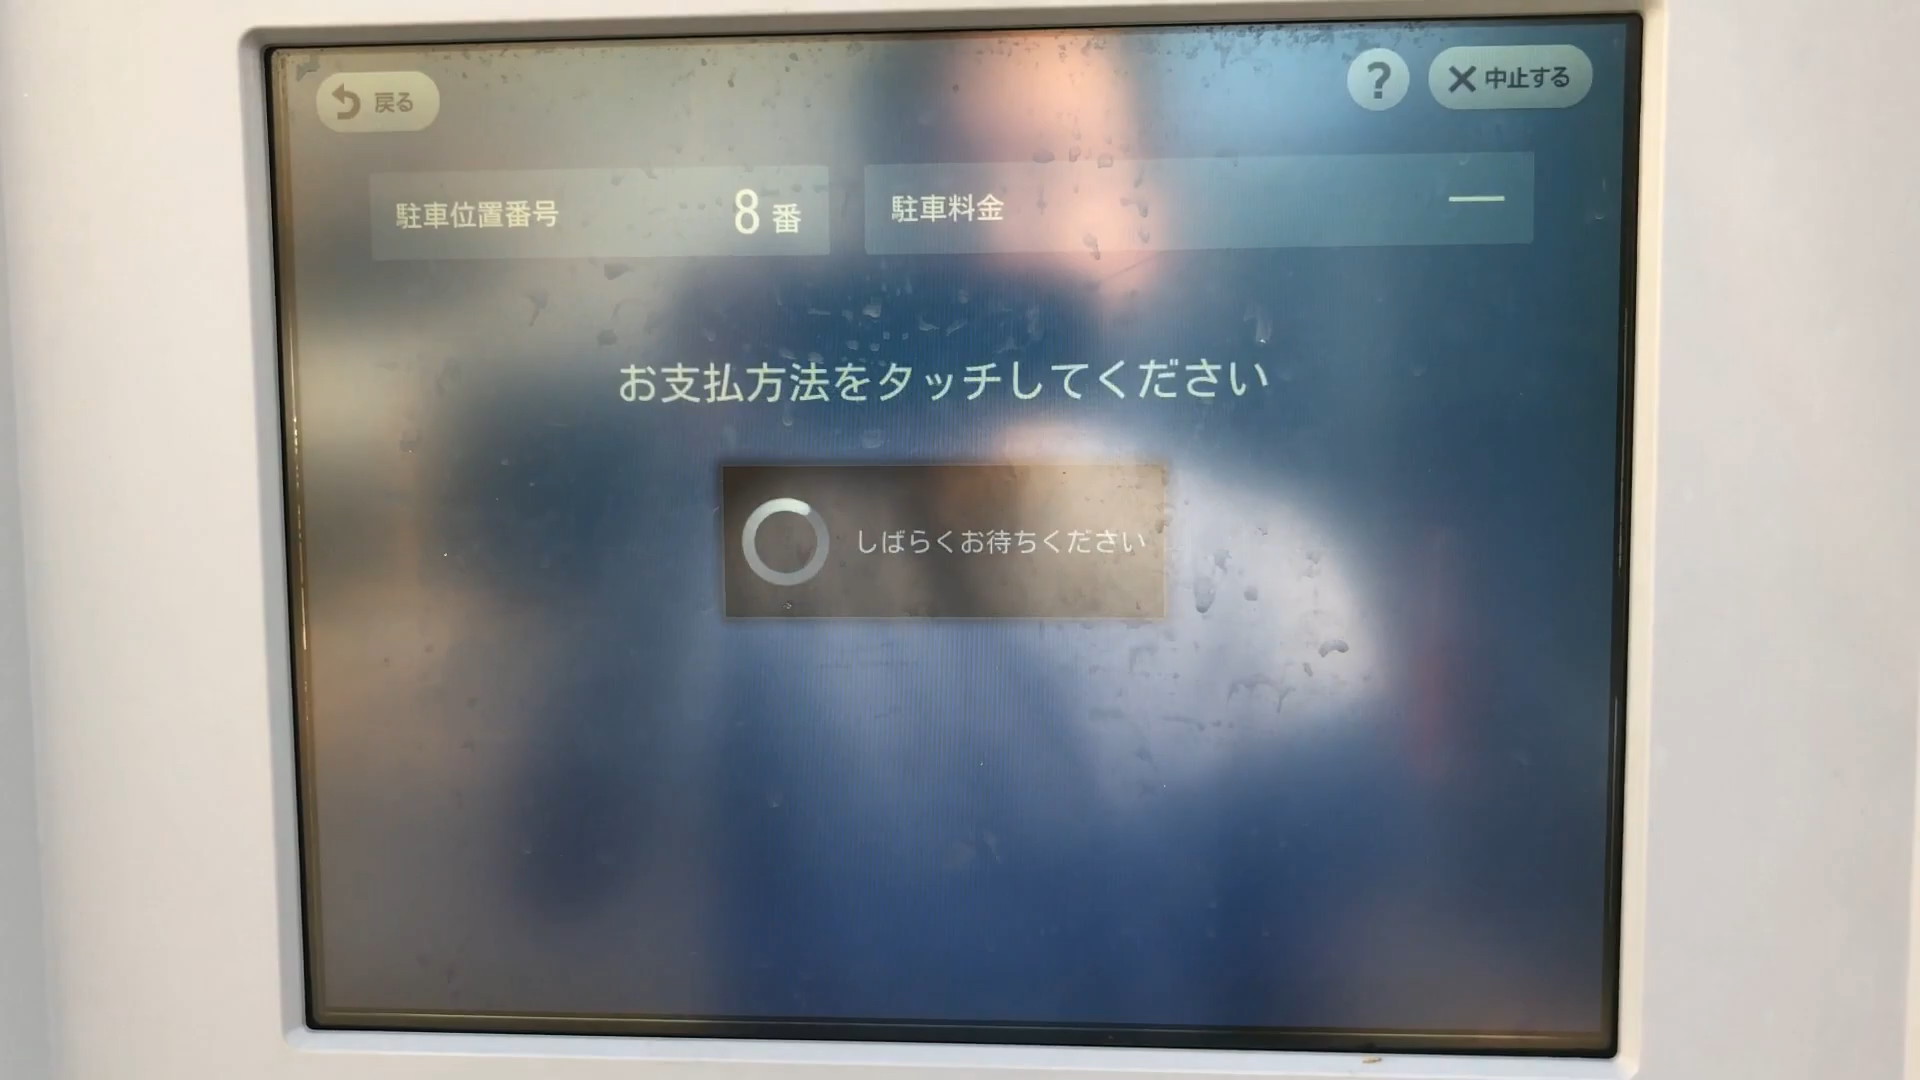 戻る
?
中止する
駐車位置番号 8番
駐車料金 —
お支払方法をタッチしてください
しばらくお待ちください